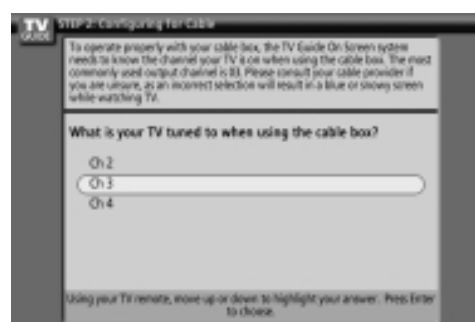 TV
GUIDE
STEP 2: Configuring for Cable
To operate properly with your cable box, the TV Guide On Screen system
needs to know the channel your TV is on when using the cable box. The most
commonly used output channel is 03. Please consult your cable provider if
you are unsure, as an incorrect selection will result in a blue or snowy screen
while watching TV.
What is your TV tuned to when using the cable box?
Ch 2
Ch 3
Ch 4
Using your TV remote, move up or down to highlight your answer. Press Enter
to choose.